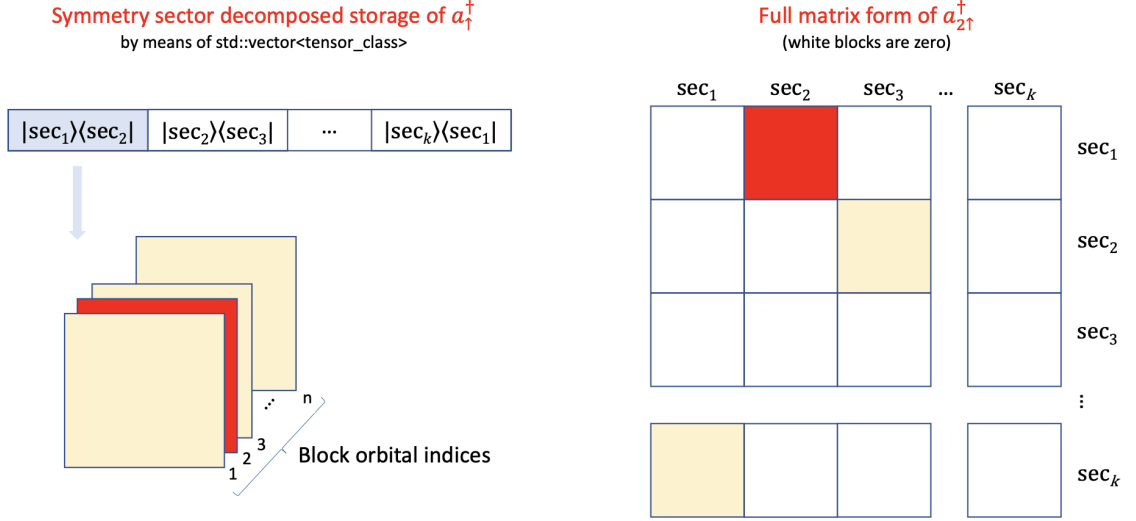 Symmetry sector decomposed storage of a↑†
by means of std::vector<tensor_class>
|sec₁⟩⟨sec₂| |sec₂⟩⟨sec₃| ... |secₖ⟩⟨sec₁|
1
2
3
⋰
n
Block orbital indices
Full matrix form of a₂↑†
(white blocks are zero)
sec₁ sec₂ sec₃ ... secₖ
sec₁
sec₂
sec₃
⋮
secₖ